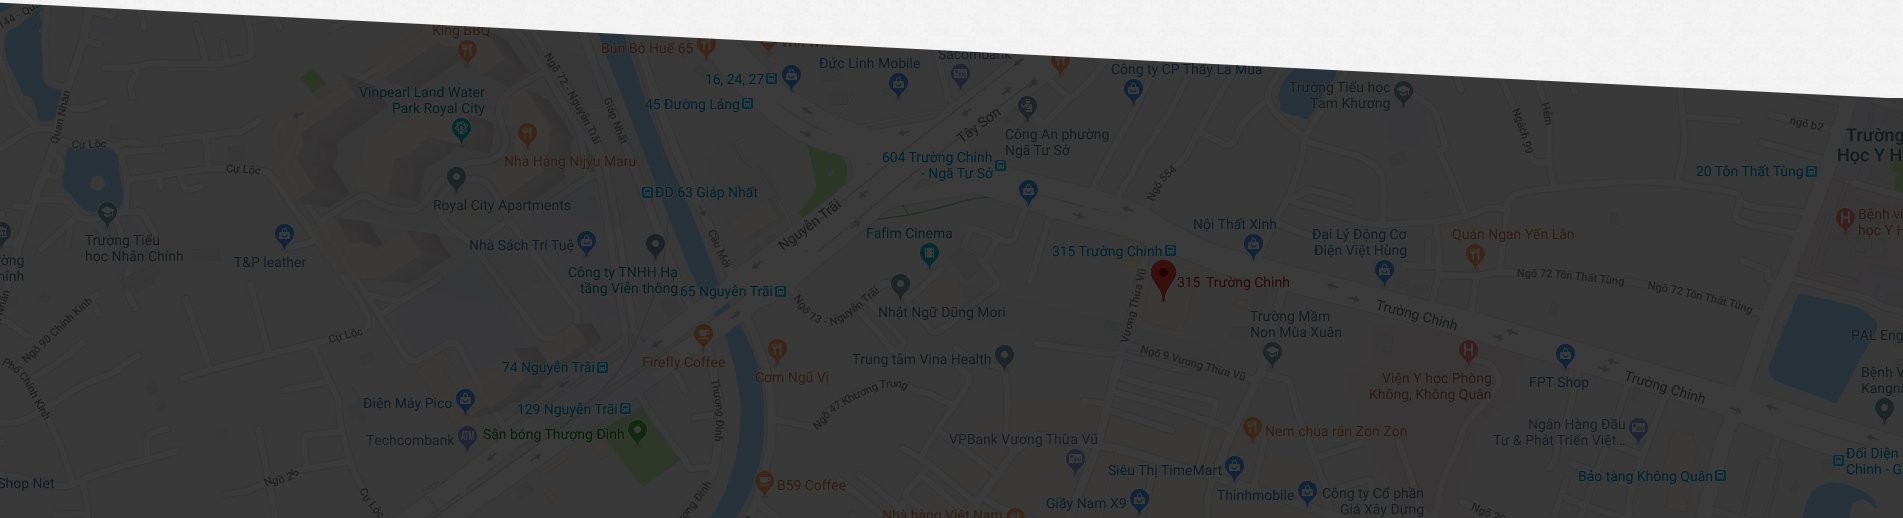 144 - Qu
King BBQ
Bún Bò Huế 65
Đức Linh Mobile
Sacombank
Công ty CP Thầy La Mua
16, 24, 27
Vinpearl Land Water
Park Royal City
45 Đường Láng
Ngõ 72 - Nguyễn Trãi
Giáp Nhất
Quan Nhân
Tây Sơn
Trường Tiểu học
Tam Khương
Công An phường
Ngã Tư Sở
Ngách 99
Hẻm
ngõ b2
Trường
Học Y H
Cự Lộc
Cự Lộc
Nhà Hàng Nijyu Maru
604 Trường Chinh
- Ngã Tư Sở
20 Tôn Thất Tùng
Ngõ 554
ĐD 63 Giáp Nhất
Royal City Apartments
Nguyễn Trãi
Bệnh vi
học Y H
Trường Tiểu
học Nhân Chính
T&P leather
Nhà Sách Trí Tuệ
Cầu Mới
Fafim Cinema
315 Trường Chinh
Nội Thất Xinh
Đại Lý Động Cơ
Điện Việt Hùng
Quán Ngan Yến Lân
Công ty TNHH Hạ
tầng Viễn thông
65 Nguyễn Trãi
Ngõ 73 - Nguyễn Trãi
Nhật Ngữ Dũng Mori
Vương Thừa Vũ
315 Trường Chinh
Ngõ 72 Tôn Thất Tùng
Ngõ 72 Tôn Thất Tùng
Ngõ 90 Chính Kinh
Cự Lộc
Trường Mầm
Non Mùa Xuân
Trường Chinh
PAL Eng
Phố Chính Kinh
74 Nguyễn Trãi
Firefly Coffee
Cơm Ngũ Vị
Trung tâm Vina Health
Ngõ 9 Vương Thừa Vũ
Viện Y học Phòng
Không, Không Quân
FPT Shop
Trường Chinh
Bệnh V
Kangna
Điện Máy Pico
129 Nguyễn Trãi
Thượng Đình
Ngõ 47 Khương Trung
Techcombank
Sân bóng Thượng Đình
VPBank Vương Thừa Vũ
Nem chua rán Zon Zon
Ngân Hàng Đầu
Tư & Phát Triển Việt...
Shop Net
Ngõ 25
Cự Lộc
B59 Coffee
Siêu Thị TimeMart
Bảo tàng Không Quân
Đối Diện
Chinh - G
Giầy Nam X9
Thinhmobile
Công ty Cổ phần
Giá Xây Dựng
Nhà hàng Việt Nam